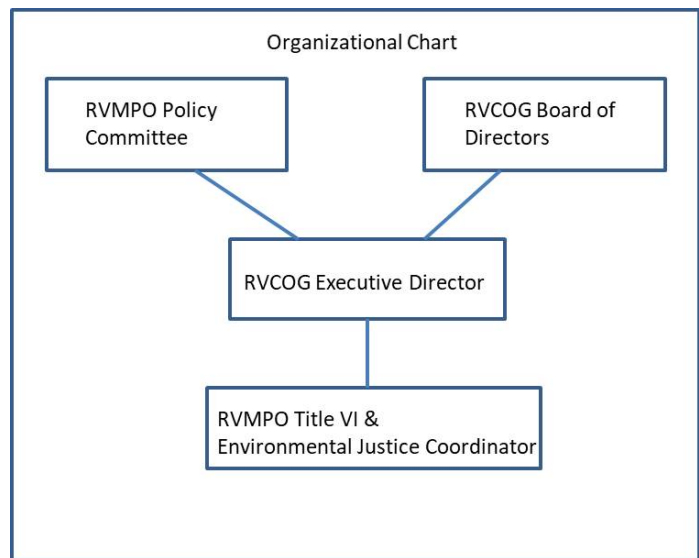 Organizational Chart
RVMPO Policy
Committee
RVCOG Board of
Directors
RVCOG Executive Director
RVMPO Title VI &
Environmental Justice Coordinator